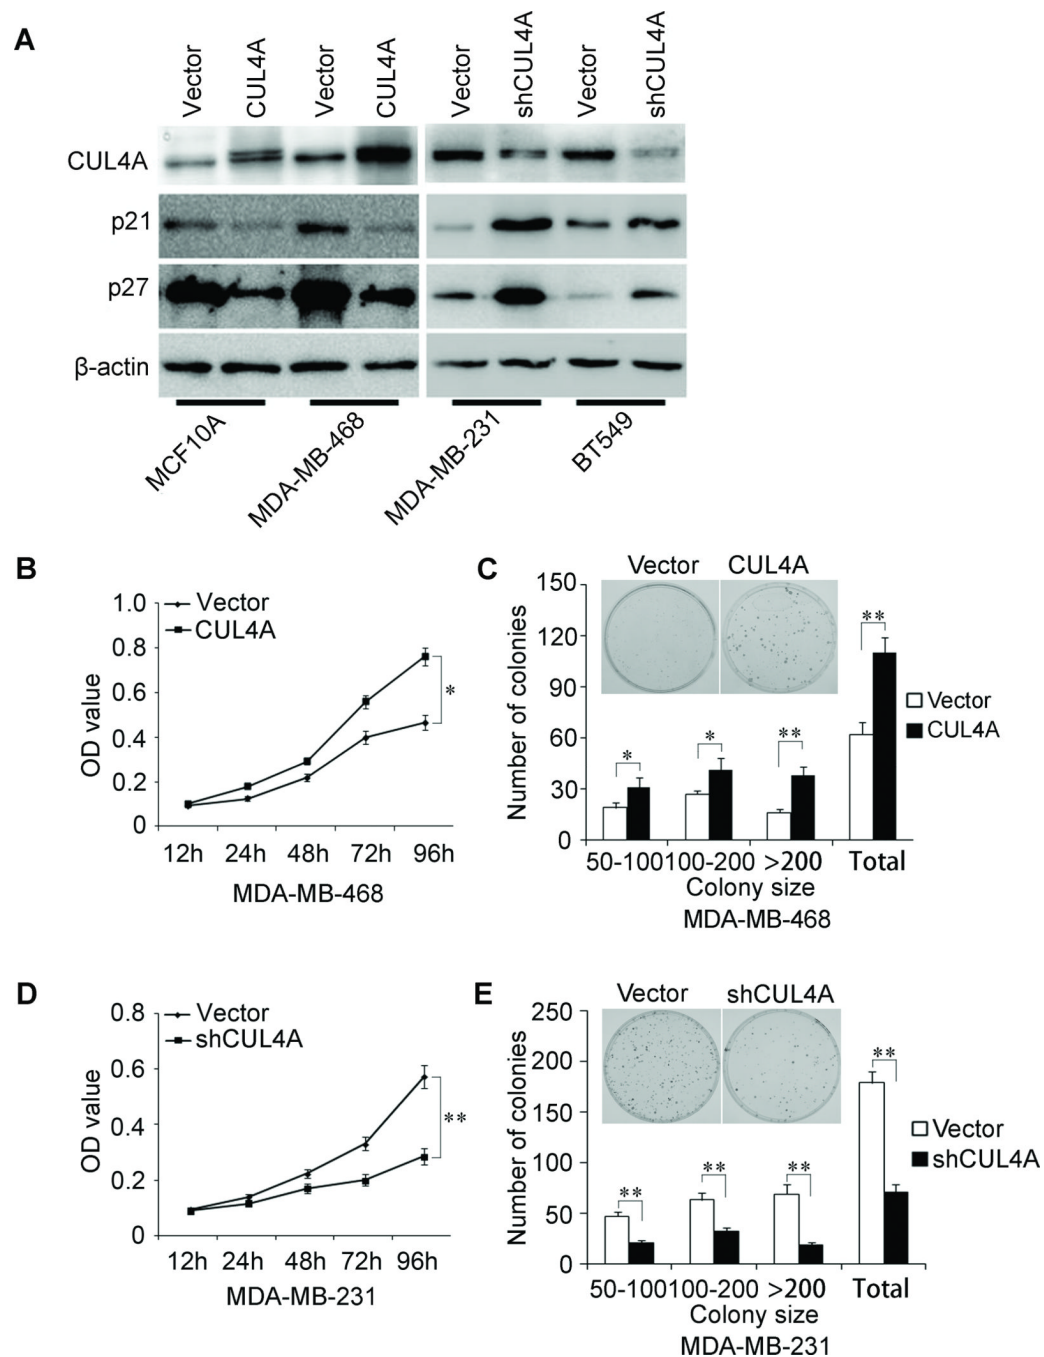 A
Vector CUL4A Vector CUL4A Vector shCUL4A Vector shCUL4A
CUL4A
p21
p27
β-actin
MCF10A MDA-MB-468 MDA-MB-231 BT549
B
Vector
CUL4A
OD value
1.0
0.8
0.6
0.4
0.2
0
*
12h 24h 48h 72h 96h
MDA-MB-468
C
Vector CUL4A
Number of colonies
150
120
90
60
30
0
* * ** **
Vector
CUL4A
50-100 100-200 >200 Total
Colony size
MDA-MB-468
D
Vector
shCUL4A
OD value
0.8
0.6
0.4
0.2
0
**
12h 24h 48h 72h 96h
MDA-MB-231
E
Vector shCUL4A
Number of colonies
250
200
150
100
50
0
** ** ** **
Vector
shCUL4A
50-100 100-200 >200 Total
Colony size
MDA-MB-231